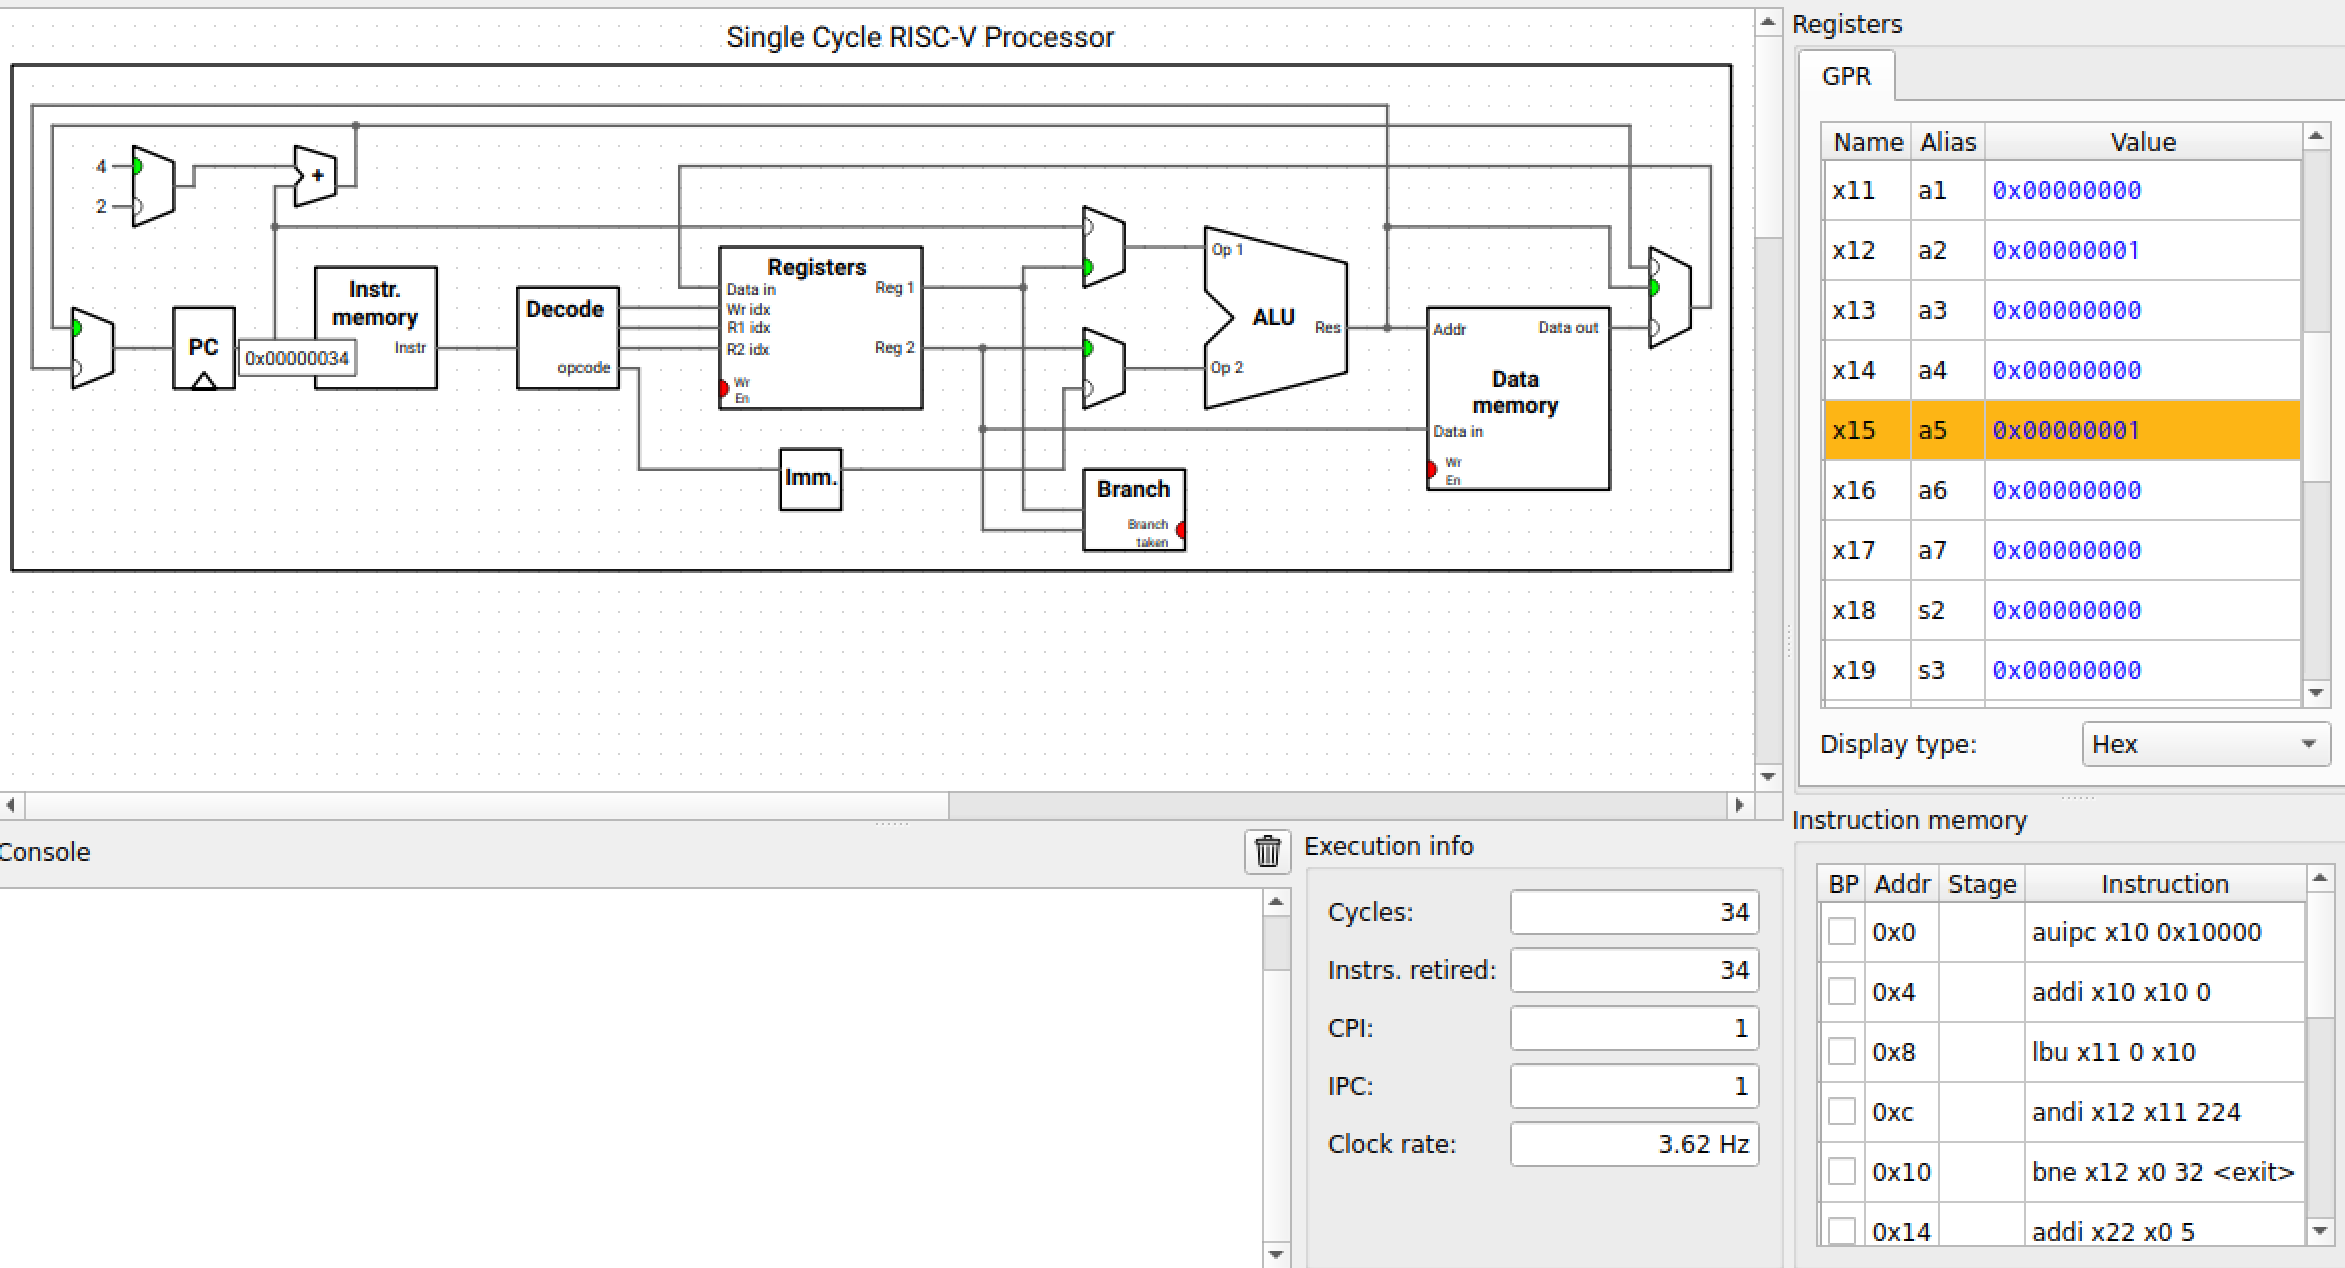 Single Cycle RISC-V Processor
4
2
+
PC
0x00000034
Instr.
memory
Instr
Decode
opcode
Registers
Data in
Wr idx
R1 idx
R2 idx
Wr
En
Reg 1
Reg 2
Imm.
Op 1
Op 2
ALU
Res
Branch
Branch
taken
Addr
Data out
Data
memory
Data in
Wr
En
Registers
GPR
Name Alias Value
x11 a1 0x00000000
x12 a2 0x00000001
x13 a3 0x00000000
x14 a4 0x00000000
x15 a5 0x00000001
x16 a6 0x00000000
x17 a7 0x00000000
x18 s2 0x00000000
x19 s3 0x00000000
Display type: Hex
Console
Execution info
Cycles: 34
Instrs. retired: 34
CPI: 1
IPC: 1
Clock rate: 3.62 Hz
Instruction memory
BP Addr Stage Instruction
0x0 auipc x10 0x10000
0x4 addi x10 x10 0
0x8 lbu x11 0 x10
0xc andi x12 x11 224
0x10 bne x12 x0 32 <exit>
0x14 addi x22 x0 5